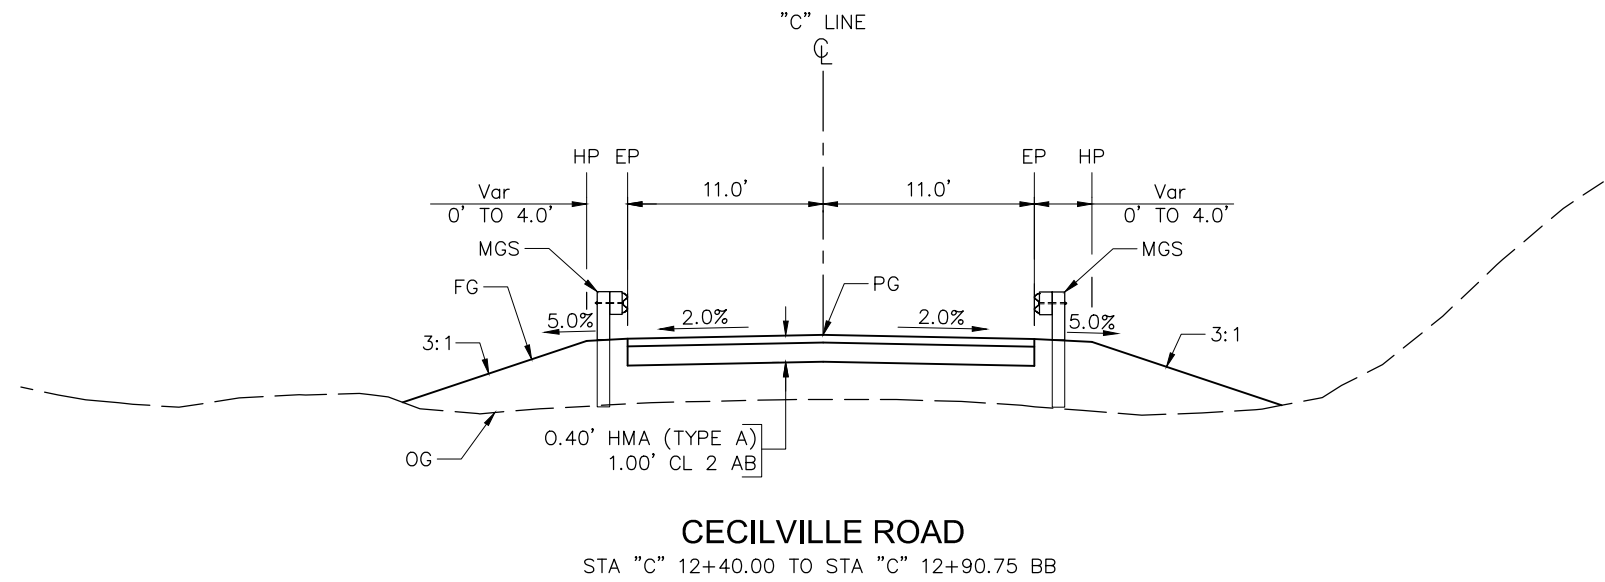 "C" LINE
℄
HP EP
EP HP
Var
0' TO 4.0'
11.0'
11.0'
Var
0' TO 4.0'
MGS
MGS
FG
PG
5.0%
2.0%
2.0%
5.0%
3:1
3:1
0.40' HMA (TYPE A)
1.00' CL 2 AB
OG
CECILVILLE ROAD
STA "C" 12+40.00 TO STA "C" 12+90.75 BB